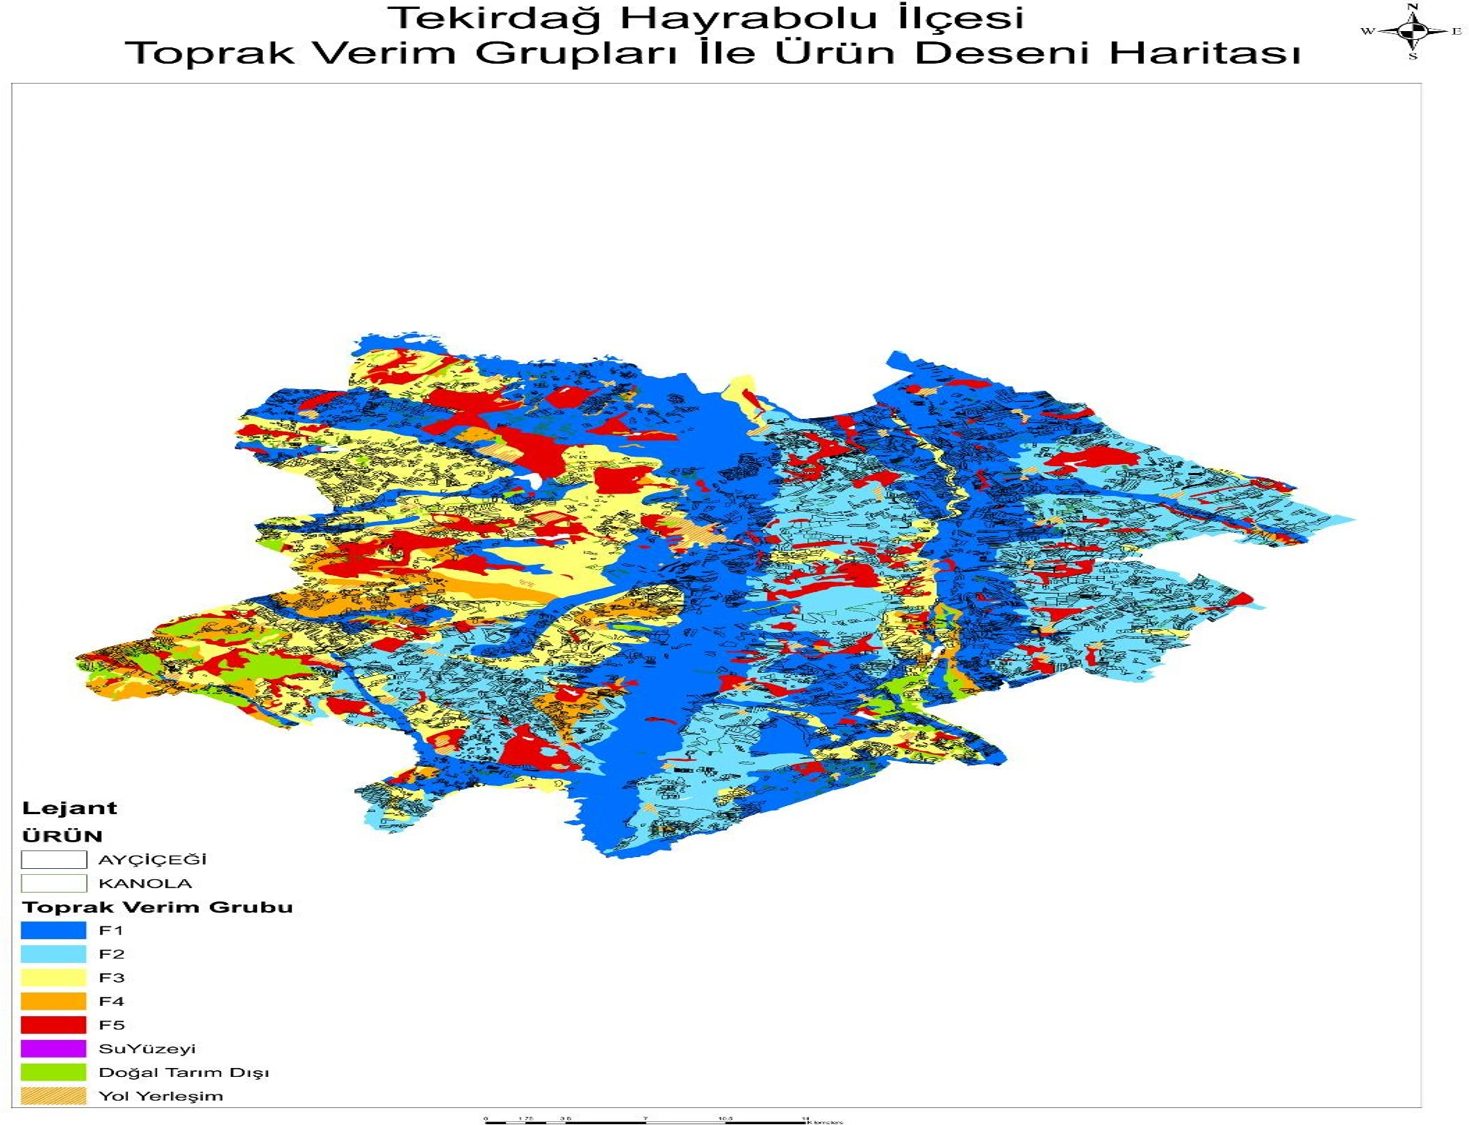 Tekirdağ Hayrabolu İlçesi
Toprak Verim Grupları İle Ürün Deseni Haritası
N
W E
S
Lejant
ÜRÜN
AYÇİÇEĞİ
KANOLA
Toprak Verim Grubu
F1
F2
F3
F4
F5
SuYüzeyi
Doğal Tarım Dışı
Yol Yerleşim
0 1.75 3.5 7 10.5 14
Kilometers